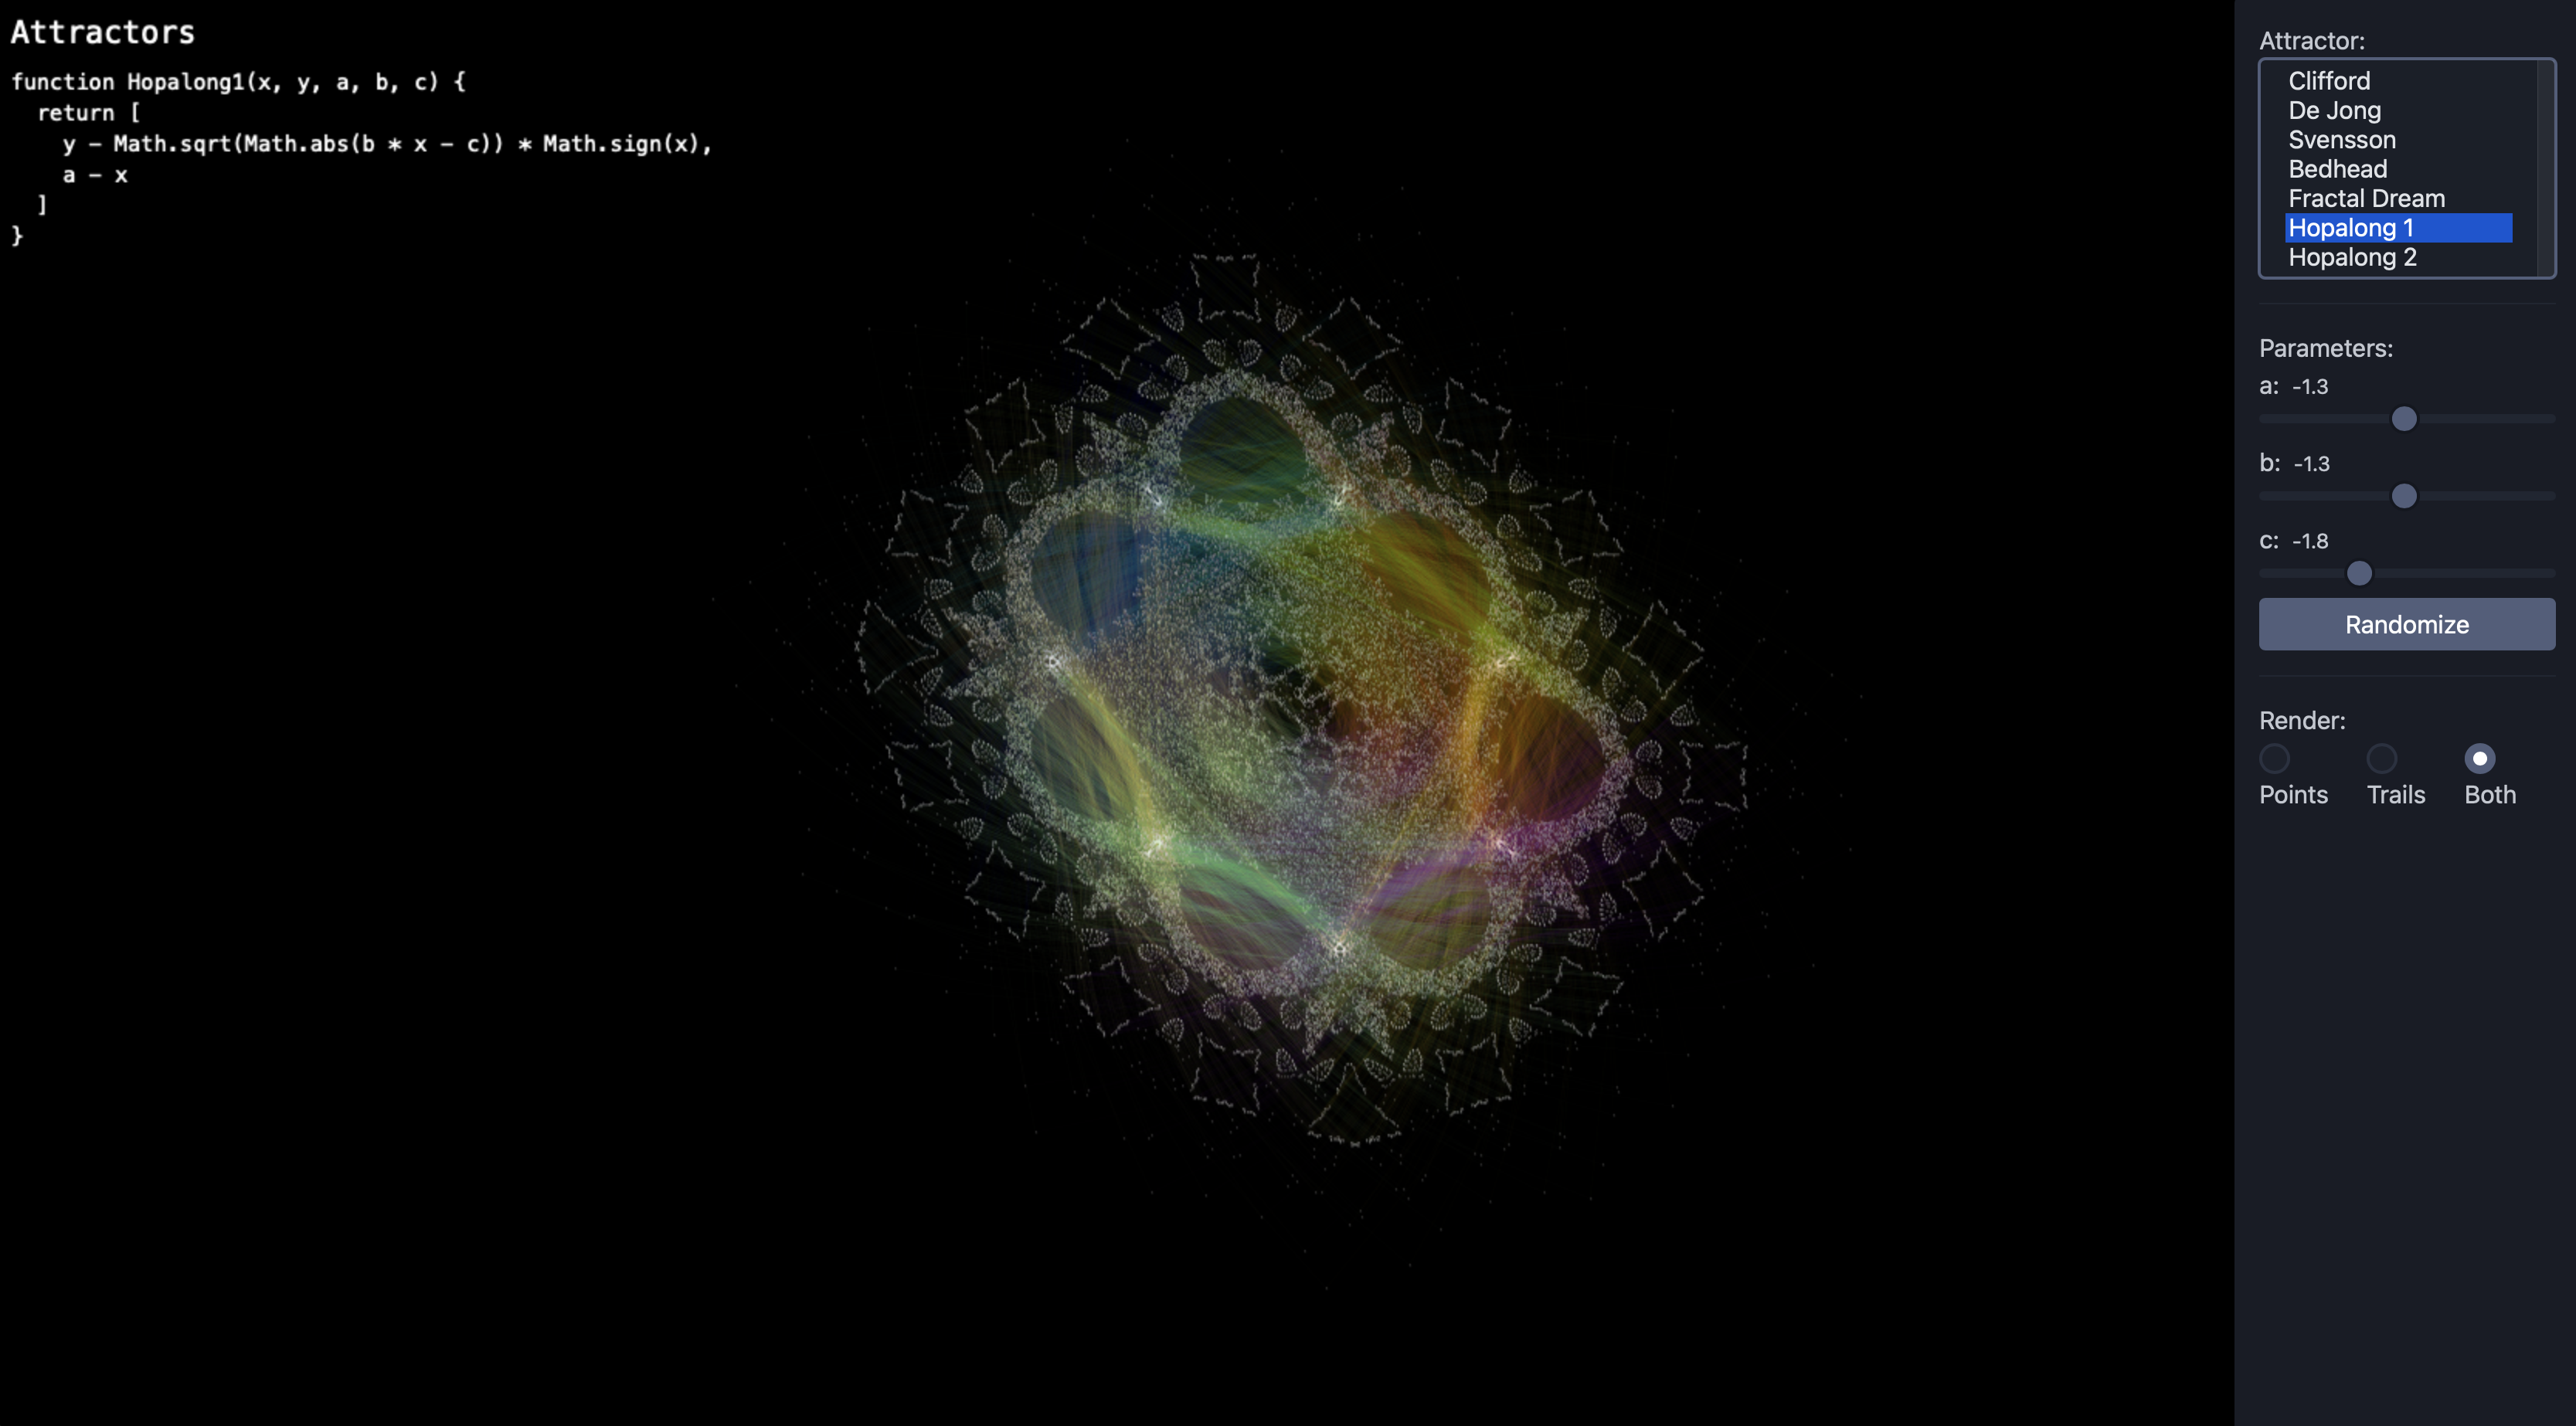 Attractors
function Hopalong1(x, y, a, b, c) {
  return [
    y - Math.sqrt(Math.abs(b * x - c)) * Math.sign(x),
    a - x
  ]
}
Attractor:
Clifford
De Jong
Svensson
Bedhead
Fractal Dream
Hopalong 1
Hopalong 2
Parameters:
a: -1.3
b: -1.3
c: -1.8
Randomize
Render:
Points Trails Both